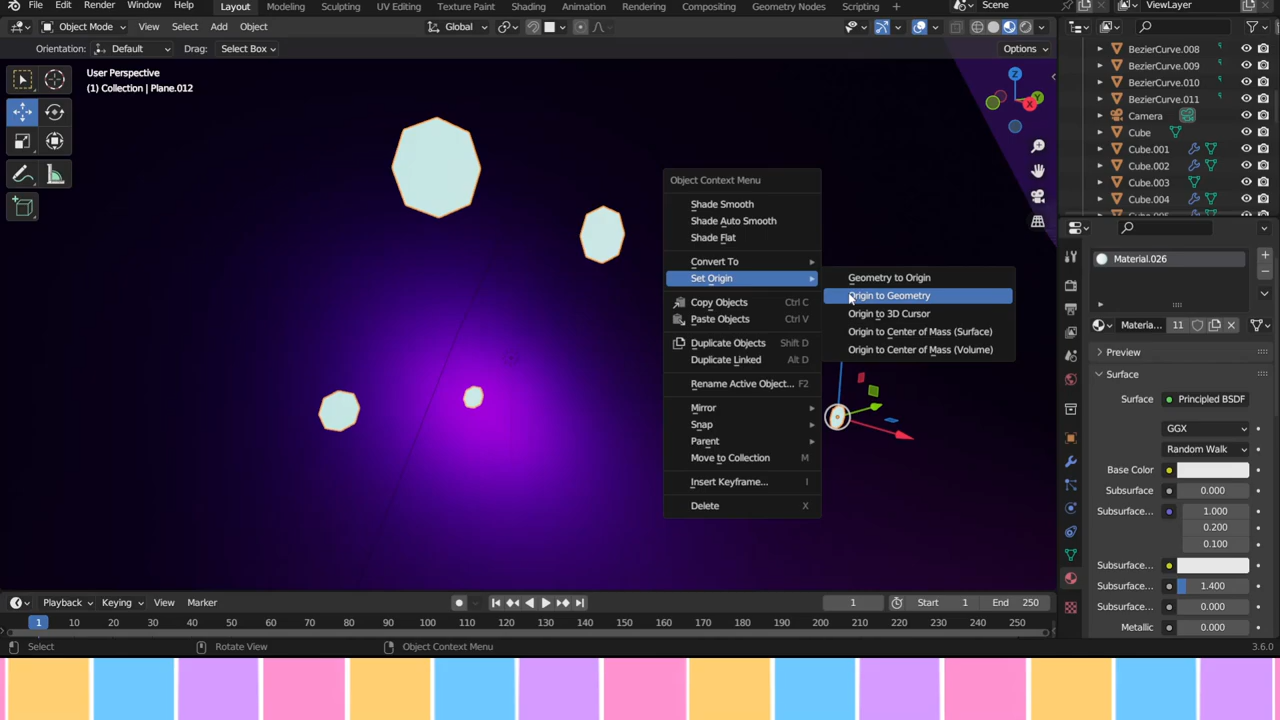 File Edit Render Window Help Layout Modeling Sculpting UV Editing Texture Paint Shading Animation Rendering Compositing Geometry Nodes Scripting + Scene ViewLayer
Object Mode View Select Add Object Global
Orientation: Default Drag: Select Box Options
User Perspective
(1) Collection | Plane.012
Z
Y
X
BezierCurve.008
BezierCurve.009
BezierCurve.010
BezierCurve.011
Camera
Cube
Cube.001
Cube.002
Cube.003
Cube.004
Object Context Menu
Shade Smooth
Shade Auto Smooth
Shade Flat
Convert To
Set Origin
Copy Objects Ctrl C
Paste Objects Ctrl V
Duplicate Objects Shift D
Duplicate Linked Alt D
Rename Active Object... F2
Mirror
Snap
Parent
Move to Collection M
Insert Keyframe... I
Delete X
Geometry to Origin
Origin to Geometry
Origin to 3D Cursor
Origin to Center of Mass (Surface)
Origin to Center of Mass (Volume)
Material.026
Materia... 11
Preview
Surface
Surface Principled BSDF
GGX
Random Walk
Base Color
Subsurface 0.000
Subsurface... 1.000
0.200
0.100
Subsurface...
Subsurface... 1.400
Subsurface... 0.000
Metallic 0.000
Playback Keying View Marker 1 Start 1 End 250
1 10 20 30 40 50 60 70 80 90 100 110 120 130 140 150 160 170 180 190 200 210 220 230 240 250
Select Rotate View Object Context Menu 3.6.0